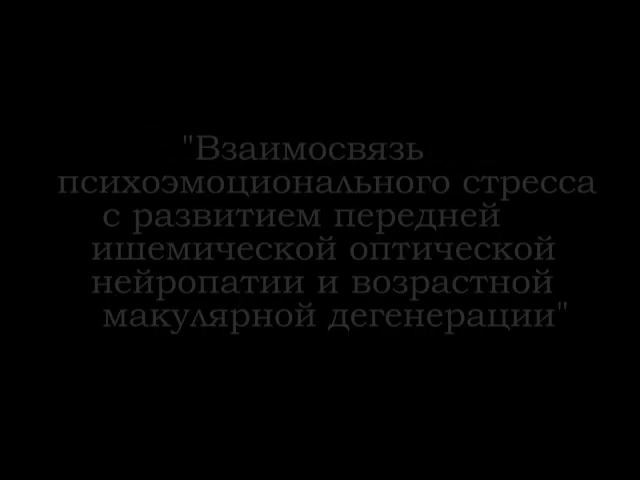 "Взаимосвязь
психоэмоционального стресса
с развитием передней
ишемической оптической
нейропатии и возрастной
макулярной дегенерации"